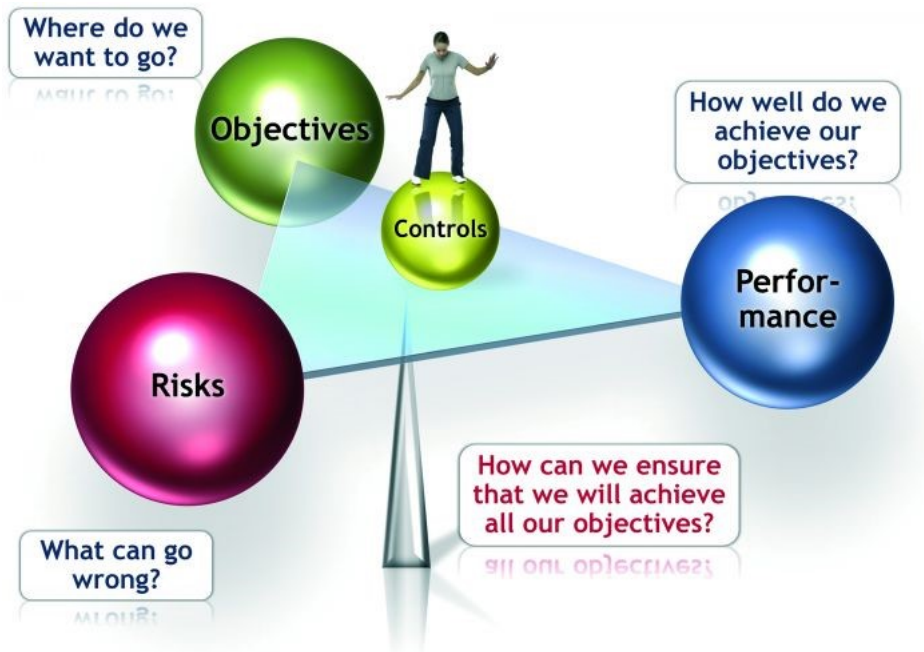 Where do we
want to go?
Objectives
Controls
How well do we
achieve our
objectives?
Perfor-
mance
Risks
How can we ensure
that we will achieve
all our objectives?
What can go
wrong?